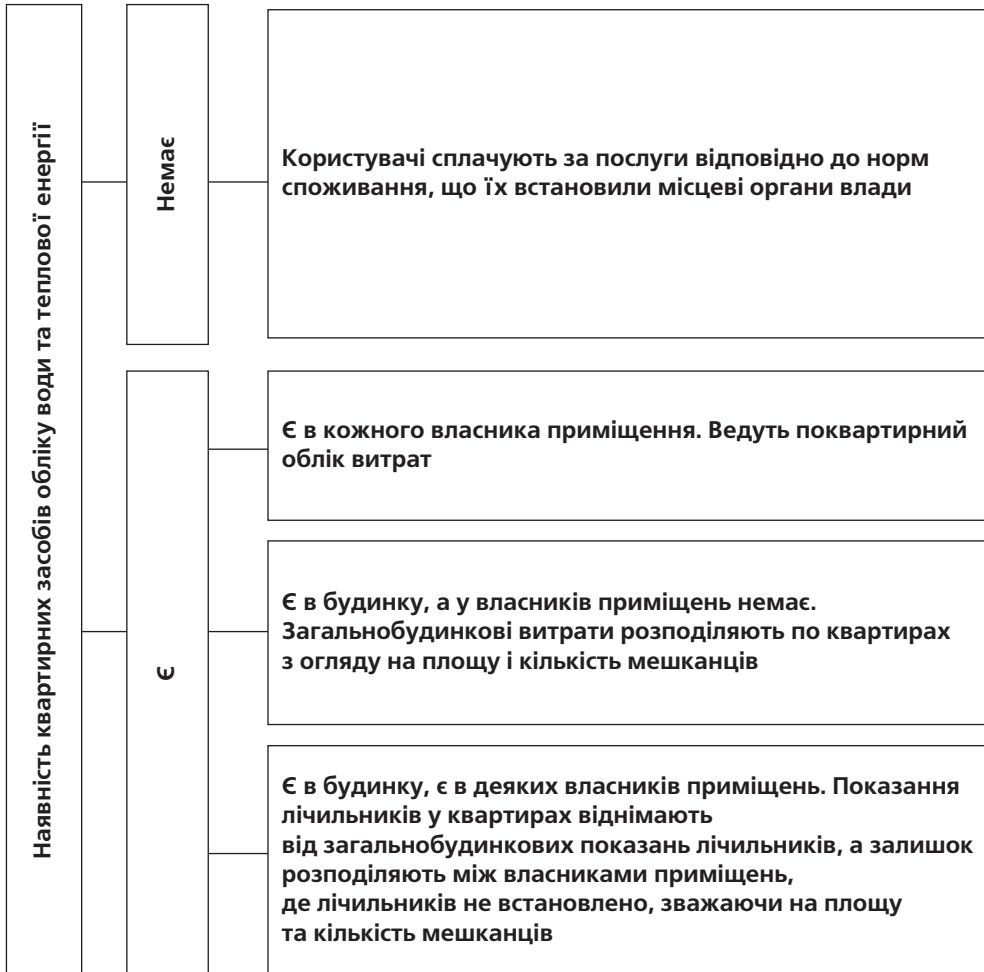 Наявність квартирних засобів обліку води та теплової енергії
Немає
Користувачі сплачують за послуги відповідно до норм
споживання, що їх встановили місцеві органи влади
Є
Є в кожного власника приміщення. Ведуть поквартирний
облік витрат
Є в будинку, а у власників приміщень немає.
Загальнобудинкові витрати розподіляють по квартирах
з огляду на площу і кількість мешканців
Є в будинку, є в деяких власників приміщень. Показання
лічильників у квартирах віднімають
від загальнобудинкових показань лічильників, а залишок
розподіляють між власниками приміщень,
де лічильників не встановлено, зважаючи на площу
та кількість мешканців